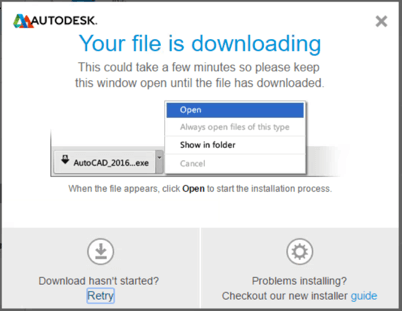 AUTODESK.
Your file is downloading
This could take a few minutes so please keep
this window open until the file has downloaded.
Open
Always open files of this type
Show in folder
Cancel
AutoCAD_2016...exe
When the file appears, click Open to start the installation process.
Download hasn't started?
Retry
Problems installing?
Checkout our new installer guide